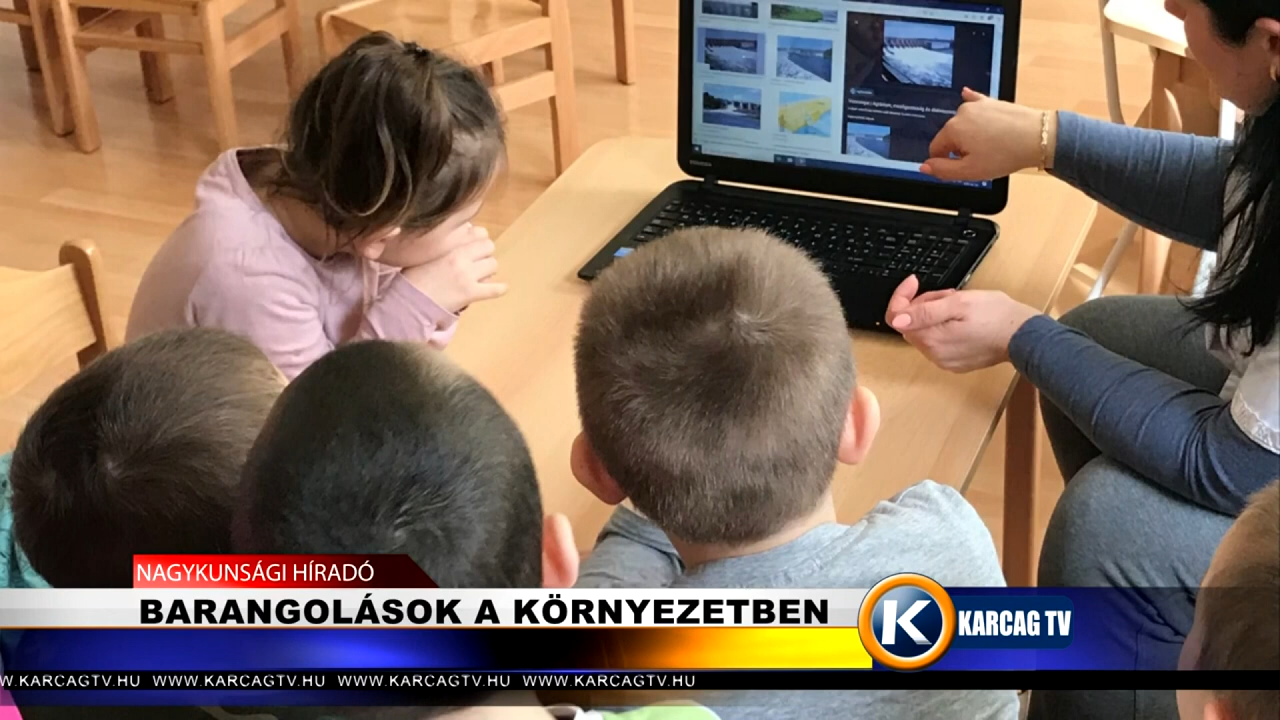 NAGYKUNSÁGI HÍRADÓ
BARANGOLÁSOK A KÖRNYEZETBEN
K KARCAG TV
W.KARCAGTV.HU WWW.KARCAGTV.HU WWW.KARCAGTV.HU WWW.KARCAGTV.HU